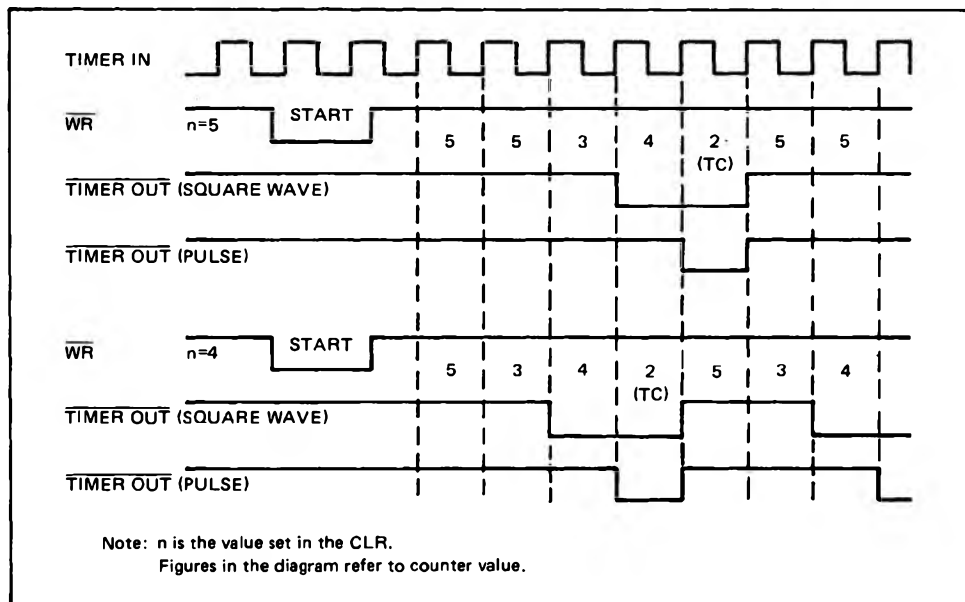 TIMER IN
WR n=5 START
5 5 3 4 2 5 5
(TC)
TIMER OUT (SQUARE WAVE)
TIMER OUT (PULSE)
WR n=4 START
5 3 4 2 5 3 4
(TC)
TIMER OUT (SQUARE WAVE)
TIMER OUT (PULSE)
Note: n is the value set in the CLR.
Figures in the diagram refer to counter value.